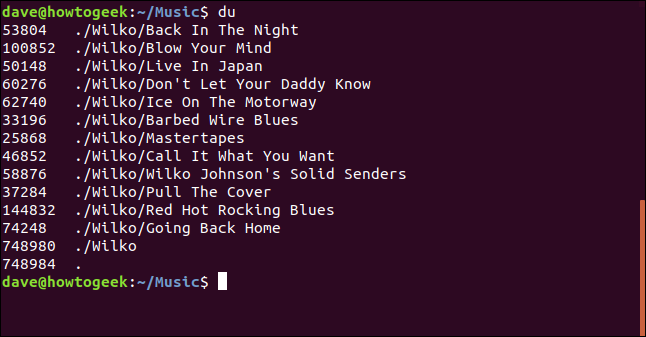 dave@howtogeek:~/Music$ du
53804   ./Wilko/Back In The Night
100852  ./Wilko/Blow Your Mind
50148   ./Wilko/Live In Japan
60276   ./Wilko/Don't Let Your Daddy Know
62740   ./Wilko/Ice On The Motorway
33196   ./Wilko/Barbed Wire Blues
25868   ./Wilko/Mastertapes
46852   ./Wilko/Call It What You Want
58876   ./Wilko/Wilko Johnson's Solid Senders
37284   ./Wilko/Pull The Cover
144832  ./Wilko/Red Hot Rocking Blues
74248   ./Wilko/Going Back Home
748980  ./Wilko
748984  .
dave@howtogeek:~/Music$